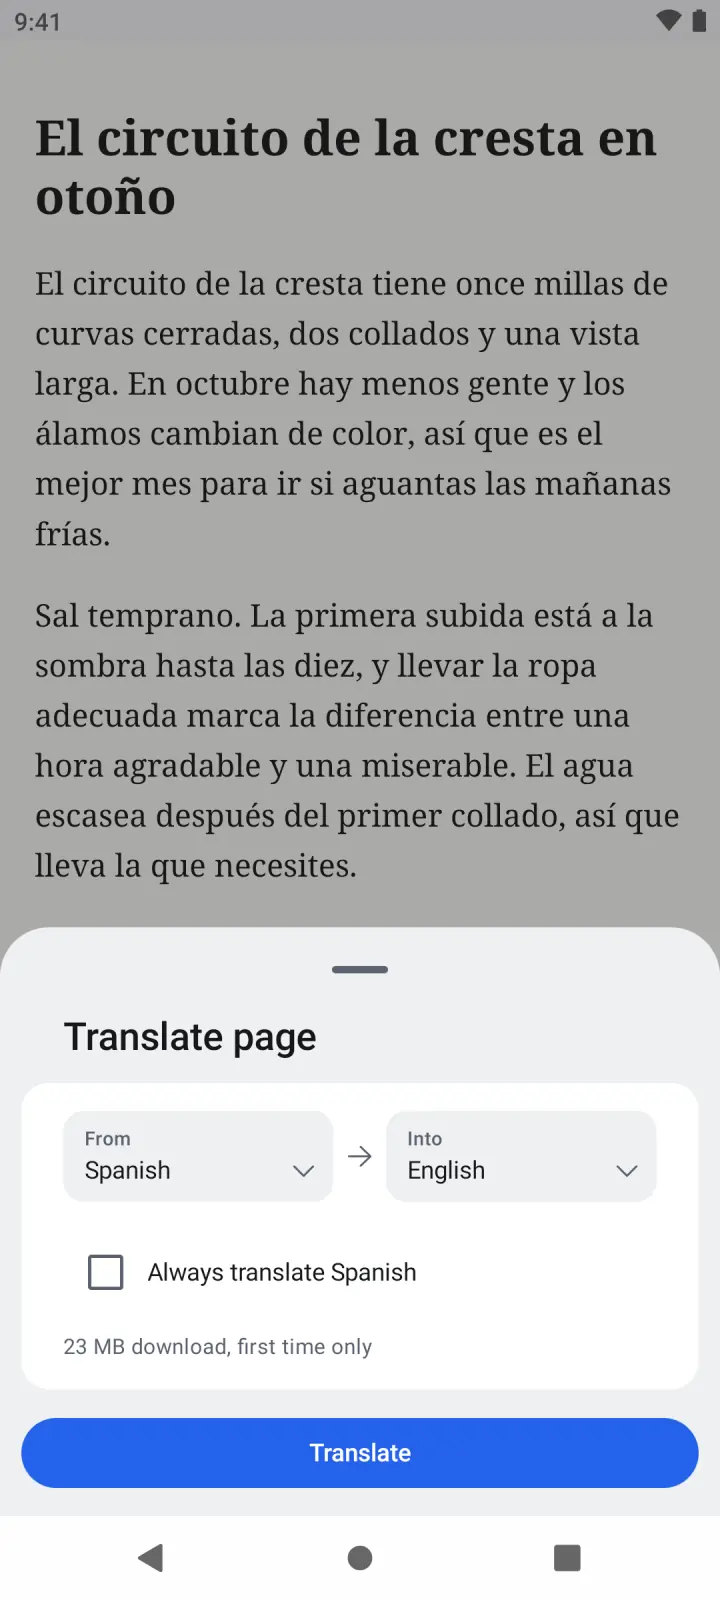 9:41
El circuito de la cresta en
otoño
El circuito de la cresta tiene once millas de
curvas cerradas, dos collados y una vista
larga. En octubre hay menos gente y los
álamos cambian de color, así que es el
mejor mes para ir si aguantas las mañanas
frías.
Sal temprano. La primera subida está a la
sombra hasta las diez, y llevar la ropa
adecuada marca la diferencia entre una
hora agradable y una miserable. El agua
escasea después del primer collado, así que
lleva la que necesites.
Translate page
From
Spanish
Into
English
Always translate Spanish
23 MB download, first time only
Translate